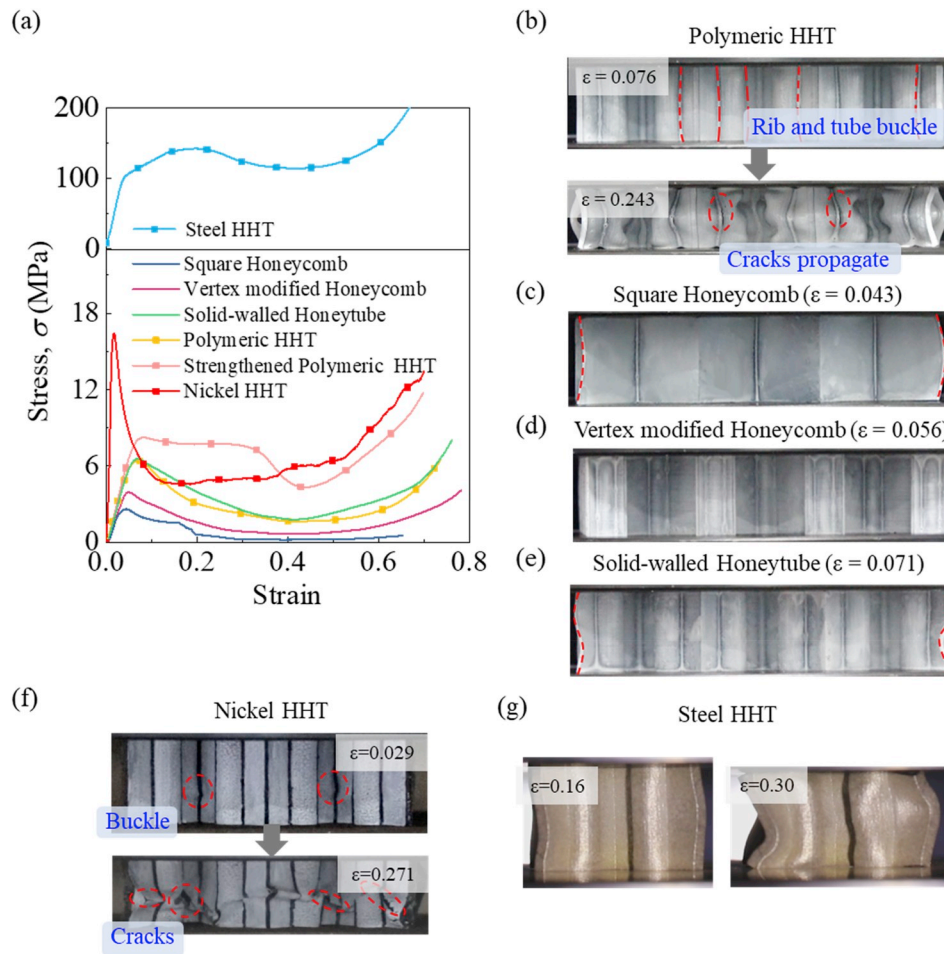 (a)
200
100
0
Steel HHT
Square Honeycomb
Vertex modified Honeycomb
Solid-walled Honeytube
Polymeric HHT
Strengthened Polymeric HHT
Nickel HHT
18
12
6
0
0.0
0.2
0.4
0.6
0.8
Stress, σ (MPa)
Strain
(b)
Polymeric HHT
ε = 0.076
Rib and tube buckle
ε = 0.243
Cracks propagate
(c)
Square Honeycomb (ε = 0.043)
(d)
Vertex modified Honeycomb (ε = 0.056)
(e)
Solid-walled Honeytube (ε = 0.071)
(f)
Nickel HHT
ε=0.029
Buckle
ε=0.271
Cracks
(g)
Steel HHT
ε=0.16
ε=0.30